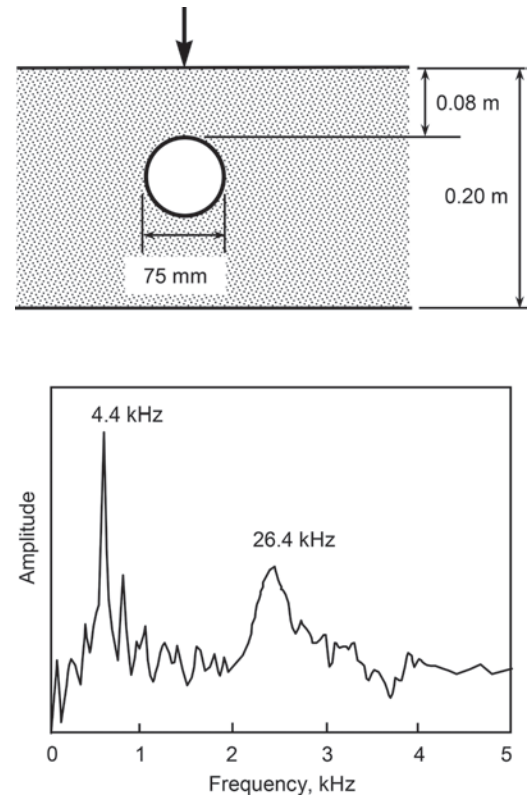 0.08 m
0.20 m
75 mm
4.4 kHz
26.4 kHz
Amplitude
0 1 2 3 4 5
Frequency, kHz